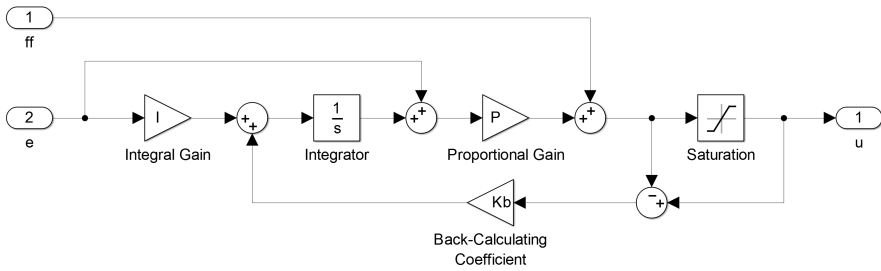 1
ff
2
e
I
Integral Gain
+
+
1
s
Integrator
+
+
P
Proportional Gain
+
+
Saturation
1
u
−
+
Kb
Back-Calculating
Coefficient